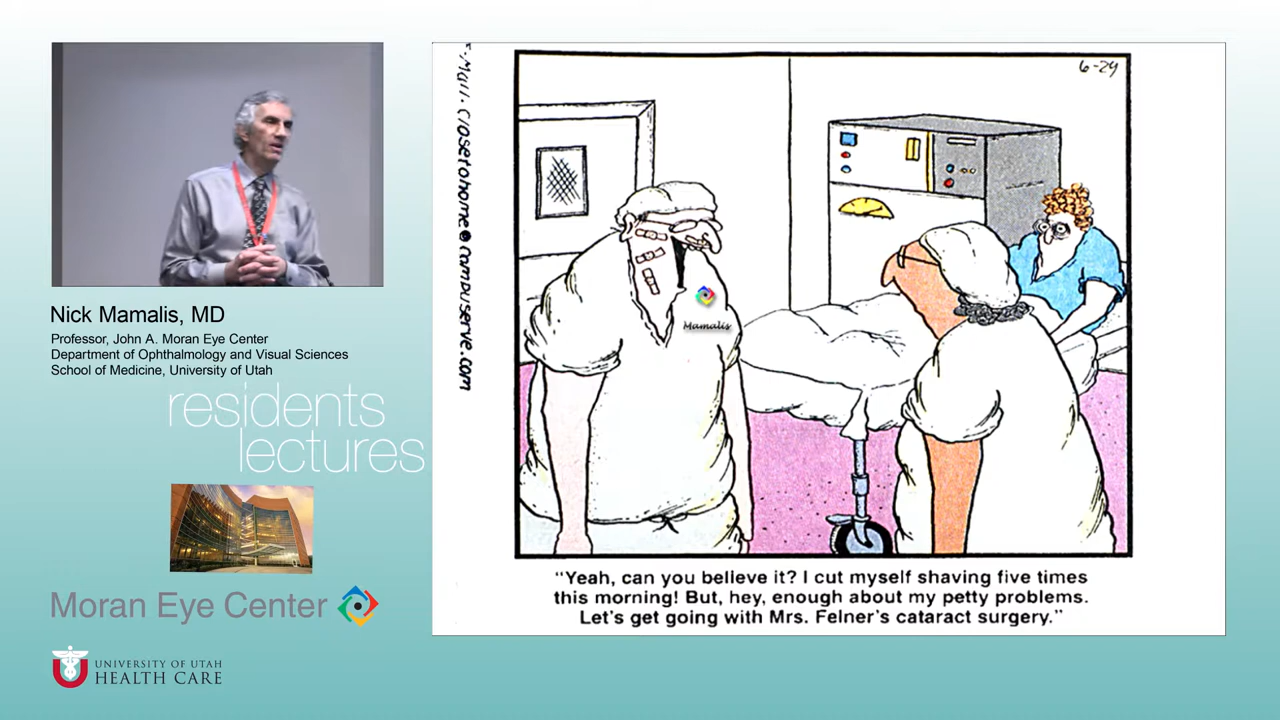 Nick Mamalis, MD
Professor, John A. Moran Eye Center
Department of Ophthalmology and Visual Sciences
School of Medicine, University of Utah
residents
lectures
Moran Eye Center
UNIVERSITY OF UTAH
HEALTH CARE
closetohome@compuserve.com
6-29
Mamalis
"Yeah, can you believe it? I cut myself shaving five times
this morning! But, hey, enough about my petty problems.
Let's get going with Mrs. Felner's cataract surgery."